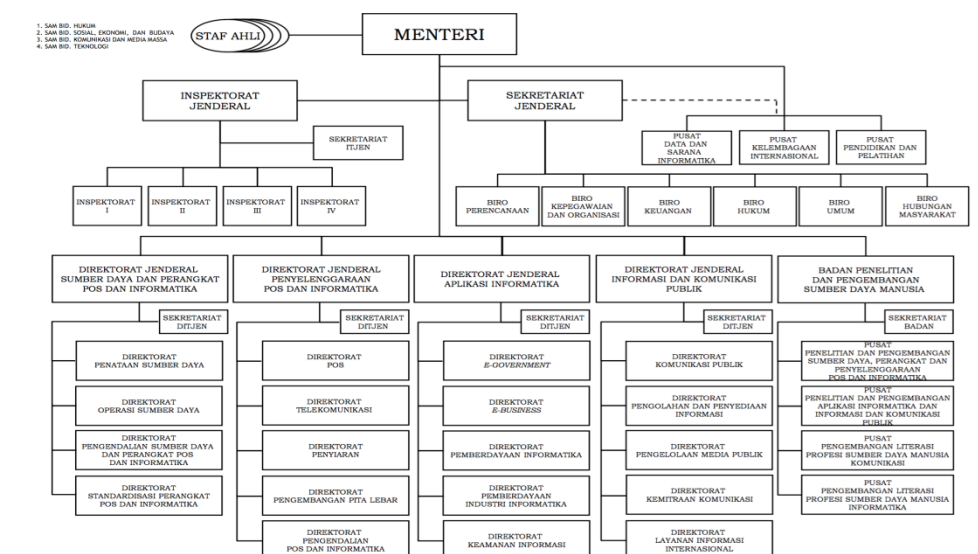 1. SAM BID. HUKUM
2. SAM BID. SOSIAL, EKONOMI, DAN BUDAYA
3. SAM BID. KOMUNIKASI DAN MEDIA MASSA
4. SAM BID. TEKNOLOGI
STAF AHLI
MENTERI
INSPEKTORAT
JENDERAL
SEKRETARIAT
JENDERAL
SEKRETARIAT
ITJEN
PUSAT
DATA DAN
SARANA
INFORMATIKA
PUSAT
KELEMBAGAAN
INTERNASIONAL
PUSAT
PENDIDIKAN DAN
PELATIHAN
INSPEKTORAT
I
INSPEKTORAT
II
INSPEKTORAT
III
INSPEKTORAT
IV
BIRO
PERENCANAAN
BIRO
KEPEGAWAIAN
DAN ORGANISASI
BIRO
KEUANGAN
BIRO
HUKUM
BIRO
UMUM
BIRO
HUBUNGAN
MASYARAKAT
DIREKTORAT JENDERAL
SUMBER DAYA DAN PERANGKAT
POS DAN INFORMATIKA
SEKRETARIAT
DITJEN
DIREKTORAT
PENATAAN SUMBER DAYA
DIREKTORAT
OPERASI SUMBER DAYA
DIREKTORAT
PENGENDALIAN SUMBER DAYA
DAN PERANGKAT POS
DAN INFORMATIKA
DIREKTORAT
STANDARDISASI PERANGKAT
POS DAN INFORMATIKA
DIREKTORAT JENDERAL
PENYELENGGARAAN
POS DAN INFORMATIKA
SEKRETARIAT
DITJEN
DIREKTORAT
POS
DIREKTORAT
TELEKOMUNIKASI
DIREKTORAT
PENYIARAN
DIREKTORAT
PENGEMBANGAN PITA LEBAR
DIREKTORAT
PENGENDALIAN
POS DAN INFORMATIKA
DIREKTORAT JENDERAL
APLIKASI INFORMATIKA
SEKRETARIAT
DITJEN
DIREKTORAT
E-GOVERNMENT
DIREKTORAT
E-BUSINESS
DIREKTORAT
PEMBERDAYAAN INFORMATIKA
DIREKTORAT
PEMBERDAYAAN
INDUSTRI INFORMATIKA
DIREKTORAT
KEAMANAN INFORMASI
DIREKTORAT JENDERAL
INFORMASI DAN KOMUNIKASI
PUBLIK
SEKRETARIAT
DITJEN
DIREKTORAT
KOMUNIKASI PUBLIK
DIREKTORAT
PENGOLAHAN DAN PENYEDIAAN
INFORMASI
DIREKTORAT
PENGELOLAAN MEDIA PUBLIK
DIREKTORAT
KEMITRAAN KOMUNIKASI
DIREKTORAT
LAYANAN INFORMASI
INTERNASIONAL
BADAN PENELITIAN
DAN PENGEMBANGAN
SUMBER DAYA MANUSIA
SEKRETARIAT
BADAN
PUSAT
PENELITIAN DAN PENGEMBANGAN
SUMBER DAYA, PERANGKAT DAN
PENYELENGGARAAN
POS DAN INFORMATIKA
PUSAT
PENELITIAN DAN PENGEMBANGAN
APLIKASI INFORMATIKA DAN
INFORMASI DAN KOMUNIKASI
PUBLIK
PUSAT
PENGEMBANGAN LITERASI
PROFESI SUMBER DAYA MANUSIA
KOMUNIKASI
PUSAT
PENGEMBANGAN LITERASI
PROFESI SUMBER DAYA MANUSIA
INFORMATIKA